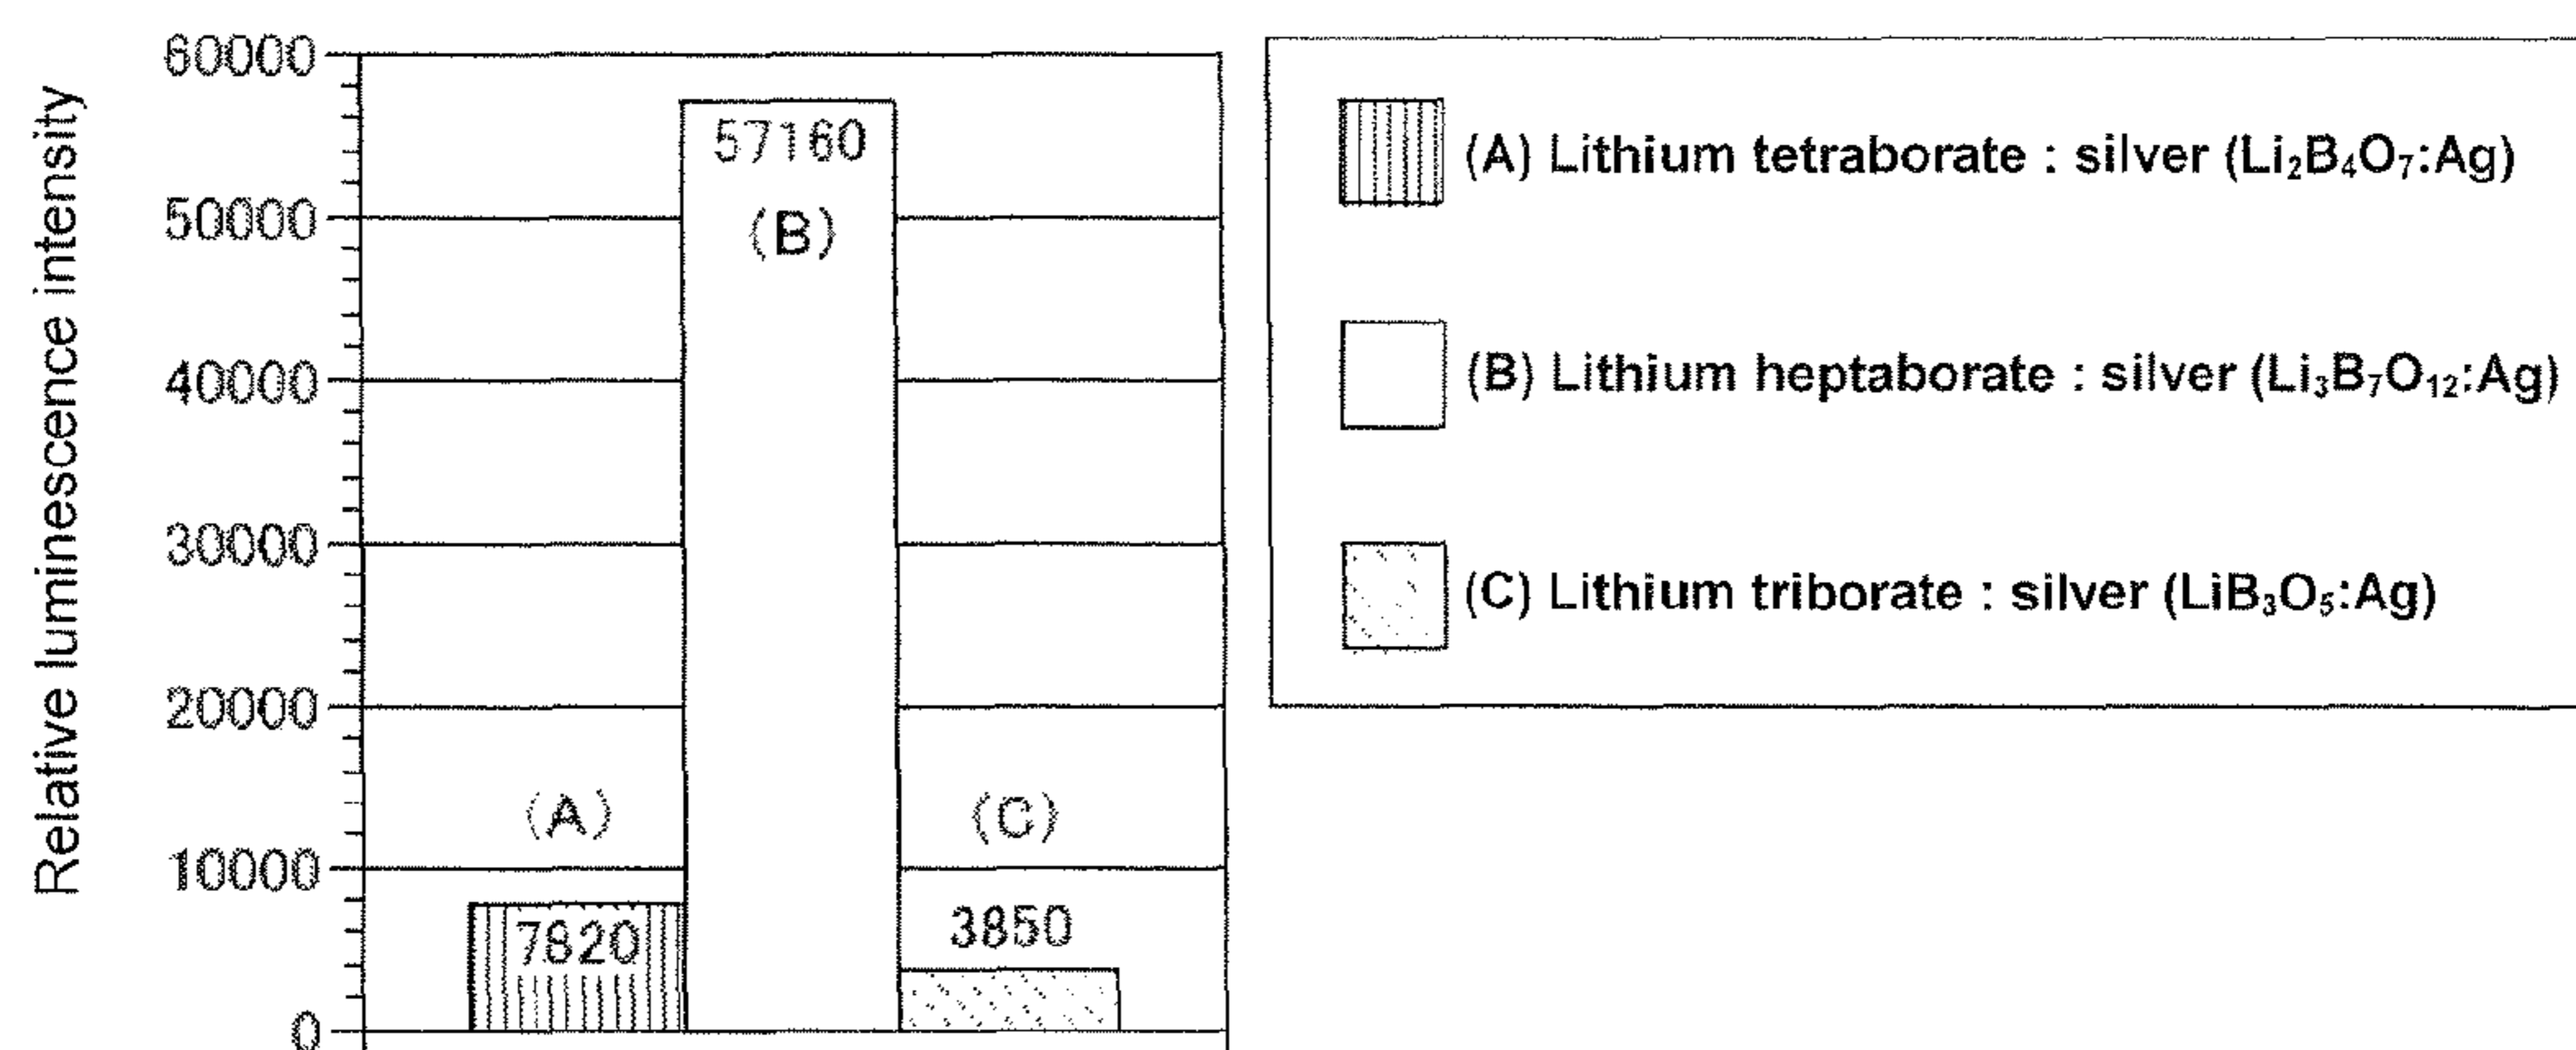 Relative luminescence intensity
60000
50000
40000
30000
20000
10000
0
57160
(B)
(A)
(C)
7820
3850
(A) Lithium tetraborate : silver (Li₂B₄O₇:Ag)
(B) Lithium heptaborate : silver (Li₃B₇O₁₂:Ag)
(C) Lithium triborate : silver (LiB₃O₅:Ag)